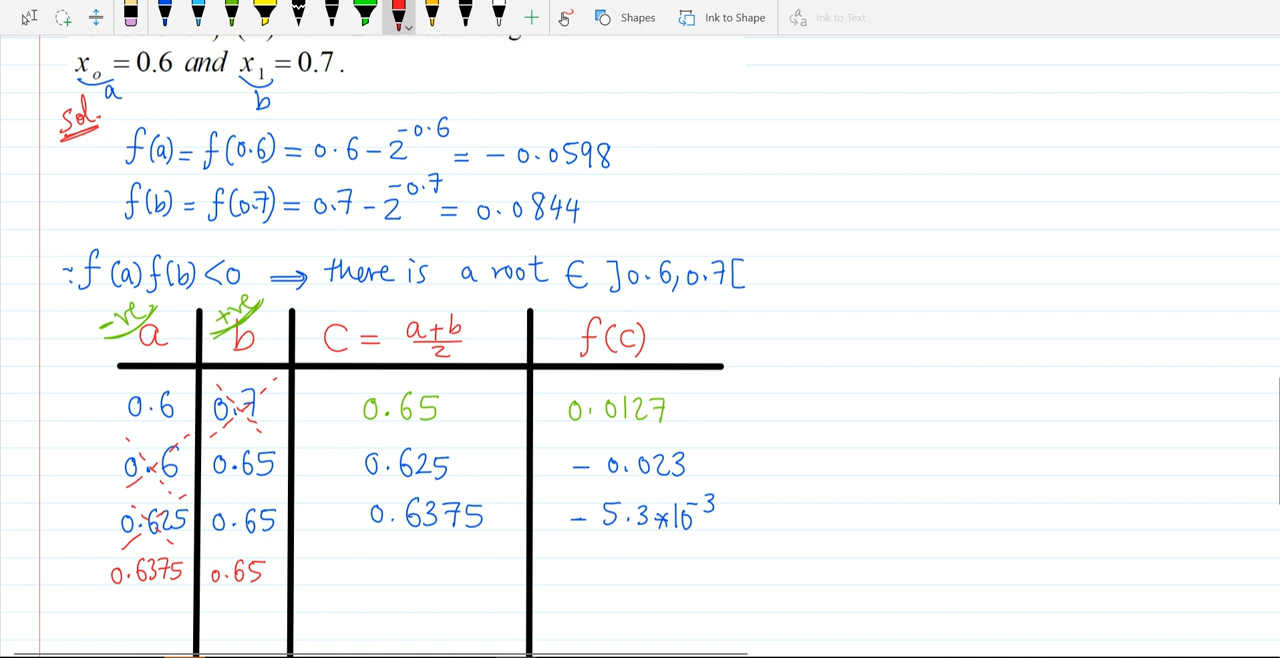 Shapes Ink to Shape Ink to Text
x₀ = 0.6 and x₁ = 0.7.
a b
Sol.
f(a) = f(0.6) = 0.6 - 2^-0.6 = - 0.0598
f(b) = f(0.7) = 0.7 - 2^-0.7 = 0.0844
∵ f(a) f(b) < 0 ⟹ there is a root ∈ ]0.6, 0.7[
-ve +ve
a b C = a+b/2 f(c)
0.6 0.7 0.65 0.0127
0.6 0.65 0.625 - 0.023
0.625 0.65 0.6375 - 5.3*10^-3
0.6375 0.65